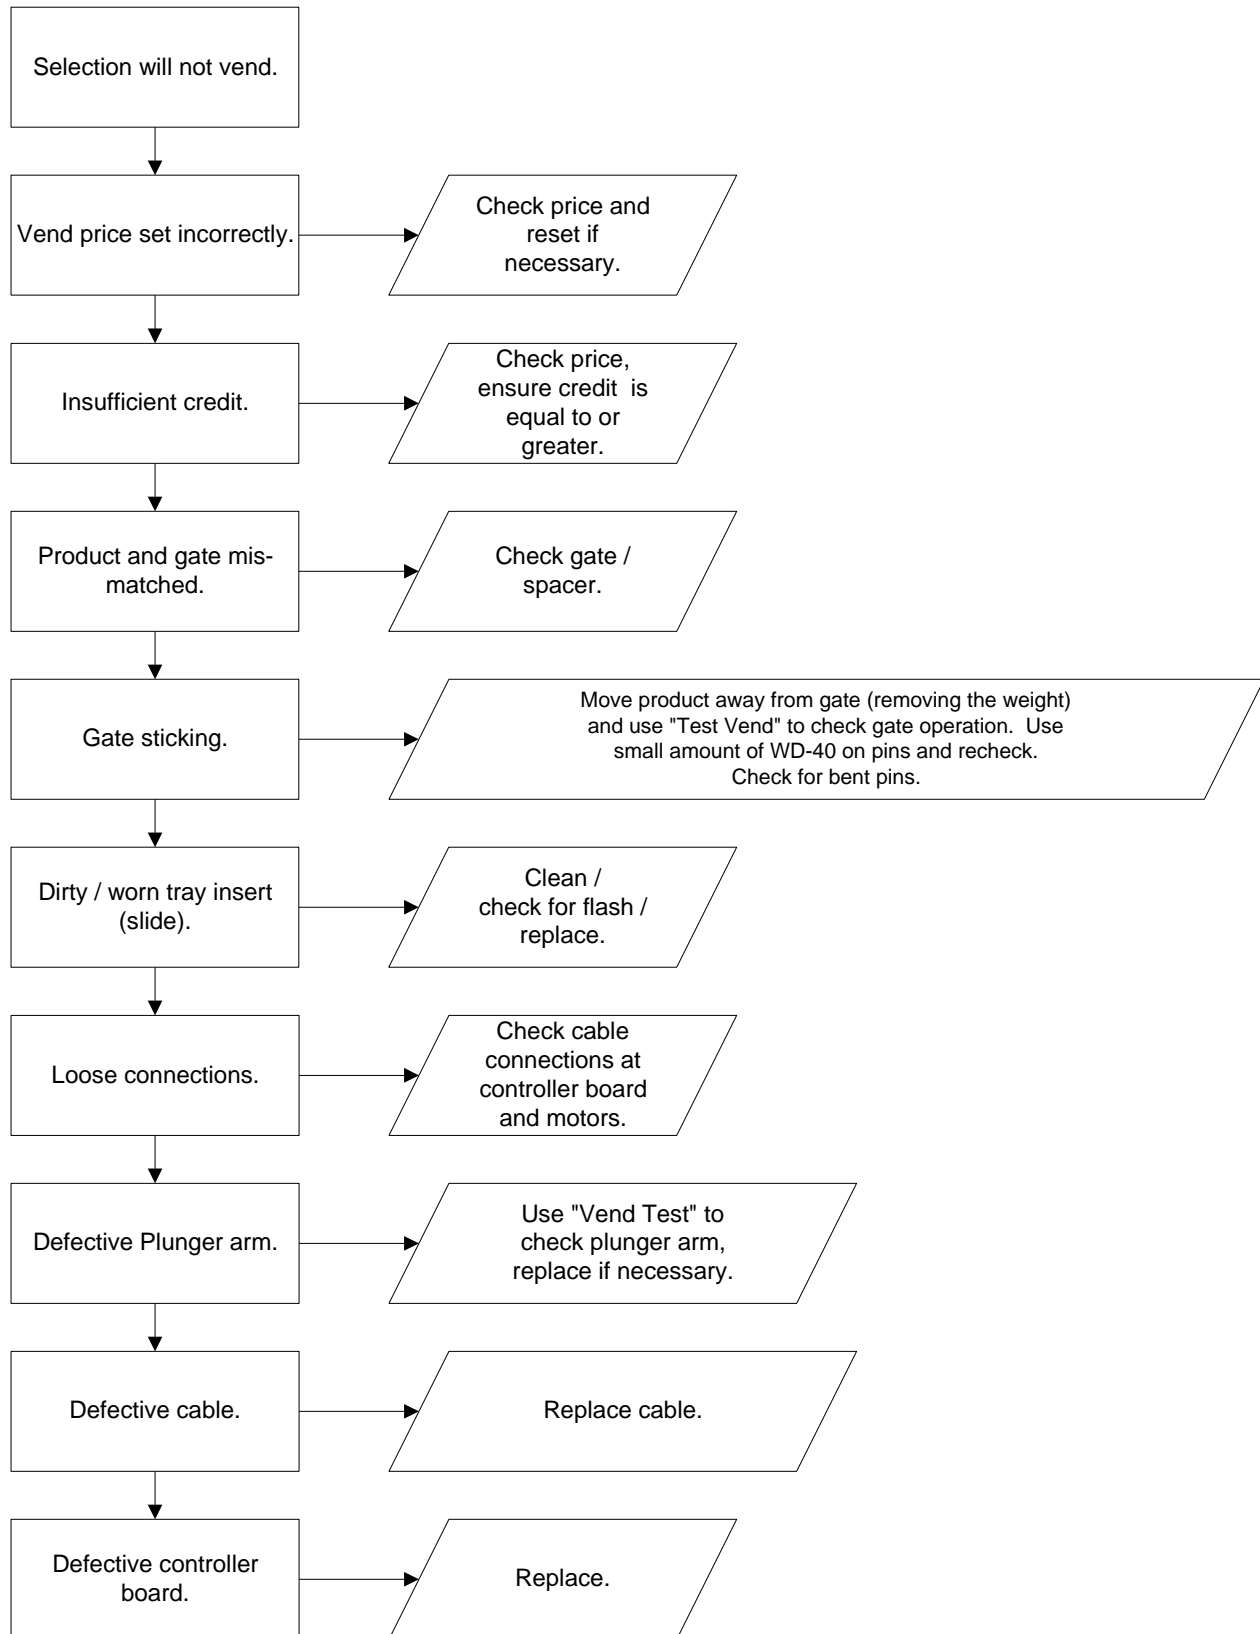 Selection will not vend.
Vend price set incorrectly.
Check price and
reset if
necessary.
Insufficient credit.
Check price,
ensure credit  is
equal to or
greater.
Product and gate mis-
matched.
Check gate /
spacer.
Gate sticking.
Move product away from gate (removing the weight)
and use "Test Vend" to check gate operation.  Use
small amount of WD-40 on pins and recheck.
Check for bent pins.
Dirty / worn tray insert
(slide).
Clean /
check for flash /
replace.
Loose connections.
Check cable
connections at
controller board
and motors.
Defective Plunger arm.
Use "Vend Test" to
check plunger arm,
replace if necessary.
Defective cable.
Replace cable.
Defective controller
board.
Replace.